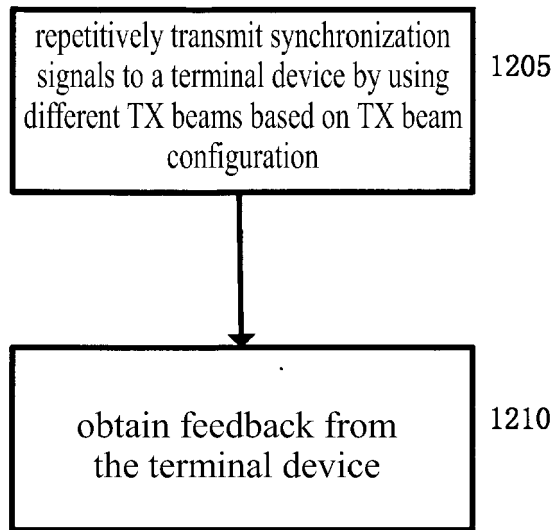 repetitively transmit synchronization
signals to a terminal device by using
different TX beams based on TX beam
configuration
1205
obtain feedback from
the terminal device
1210